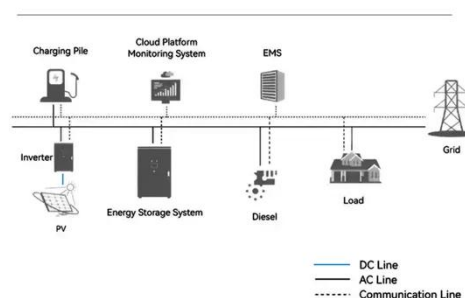 Charging Pile
Cloud Platform
Monitoring System
EMS
Grid
Inverter
PV
Energy Storage System
Diesel
Load
DC Line
AC Line
Communication Line